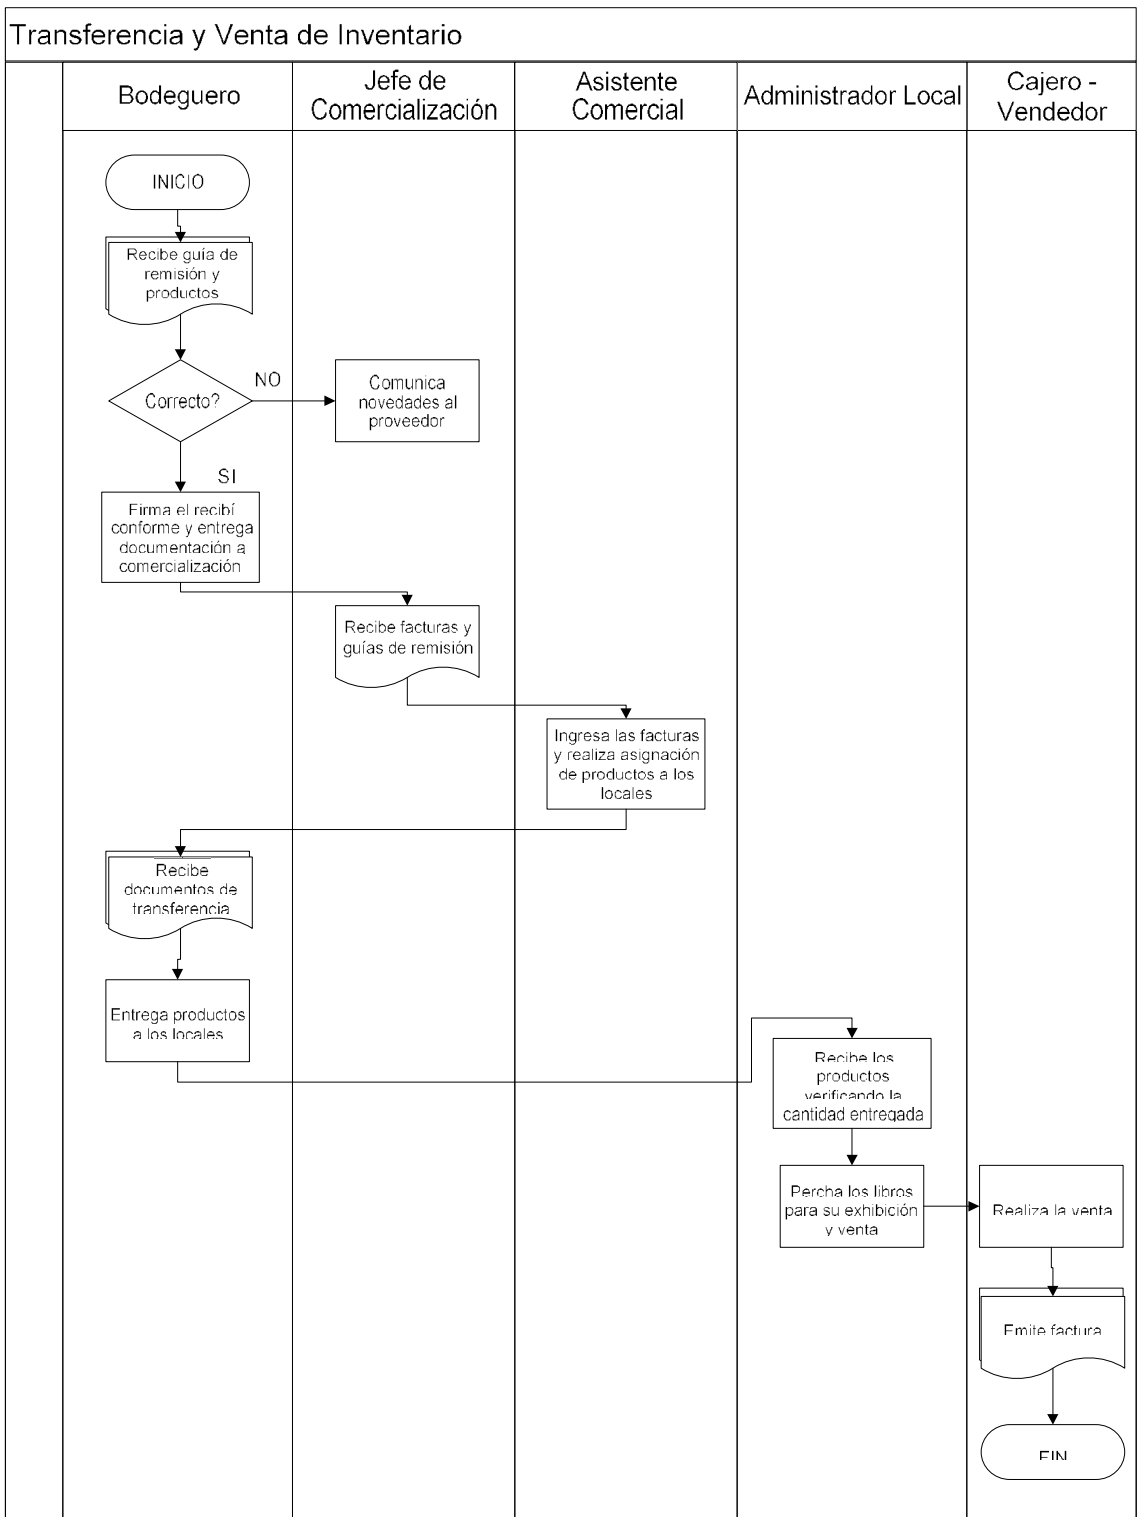 Transferencia y Venta de Inventario
Bodeguero
Jefe de
Comercialización
Asistente
Comercial
Administrador Local
Cajero -
Vendedor
INICIO
Recibe guía de
remisión y
productos
Correcto?
NO
Comunica
novedades al
proveedor
SI
Firma el recibí
conforme y entrega
documentación a
comercialización
Recibe facturas y
guías de remisión
Ingresa las facturas
y realiza asignación
de productos a los
locales
Recibe
documentos de
transferencia
Entrega productos
a los locales
Recibe los
productos
verificando la
cantidad entregada
Percha los libros
para su exhibición
y venta
Realiza la venta
Emite factura
FIN